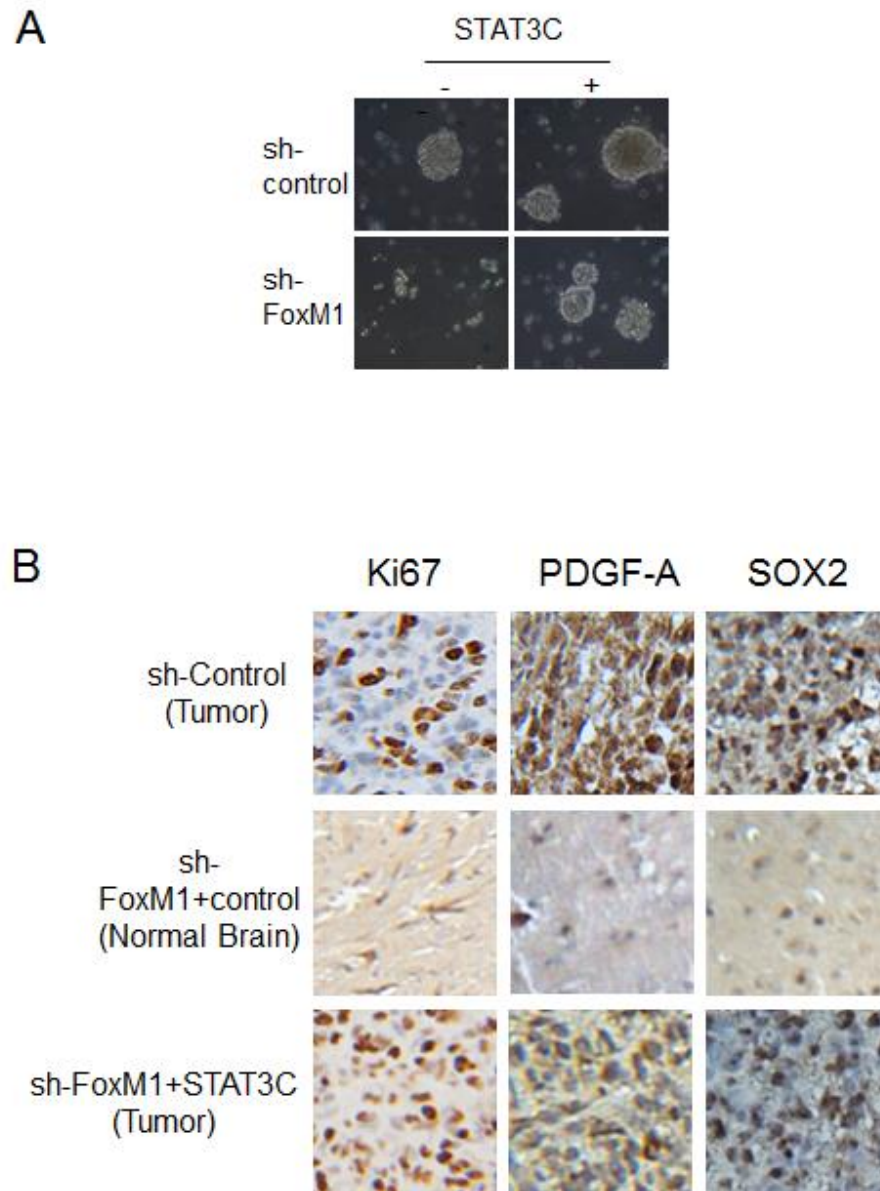 A
STAT3C
- +
sh-
control
sh-
FoxM1
B
Ki67 PDGF-A SOX2
sh-Control
(Tumor)
sh-
FoxM1+control
(Normal Brain)
sh-FoxM1+STAT3C
(Tumor)